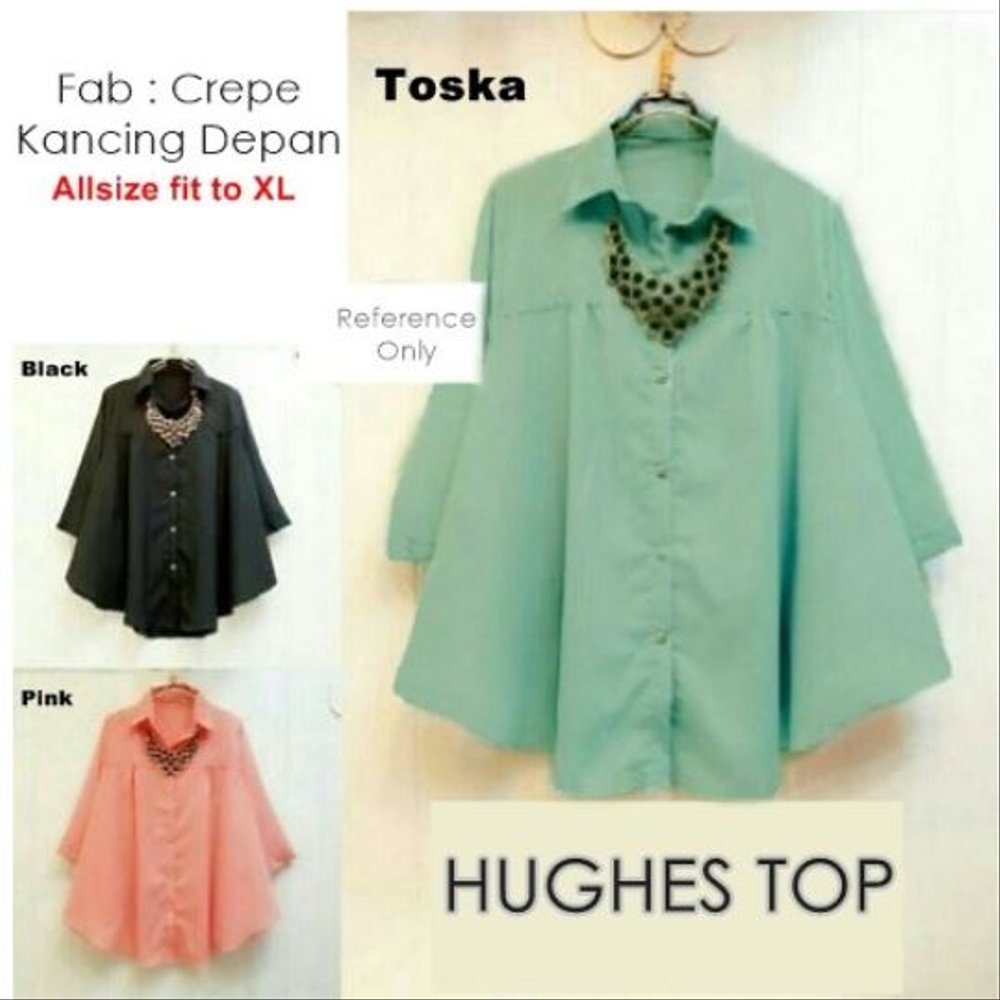 Fab : Crepe
Kancing Depan
Allsize fit to XL
Toska
Reference
Only
Black
Pink
HUGHES TOP